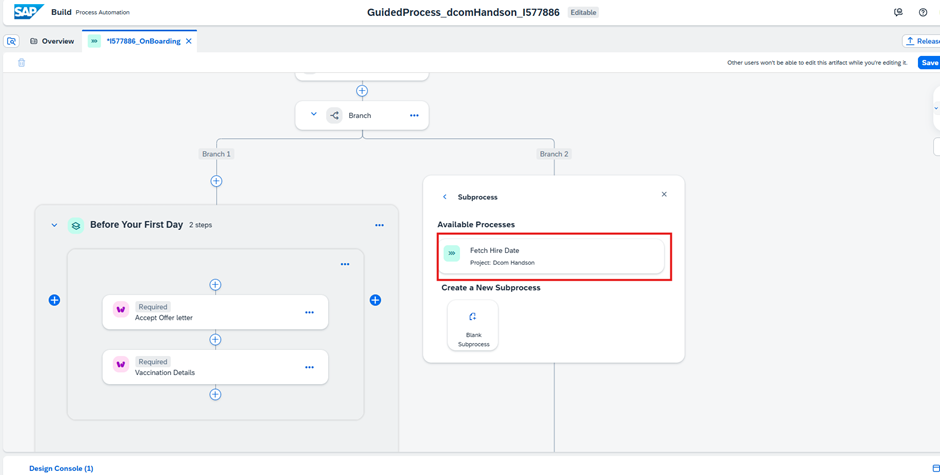 SAP Build Process Automation
GuidedProcess_dcomHandson_I577886 Editable
Overview
*I577886_OnBoarding
Release
Other users won't be able to edit this artifact while you're editing it.
Save
Branch
Branch 1
Branch 2
Before Your First Day 2 steps
Required
Accept Offer letter
Required
Vaccination Details
Subprocess
Available Processes
Fetch Hire Date
Project: Dcom Handson
Create a New Subprocess
Blank
Subprocess
Design Console (1)